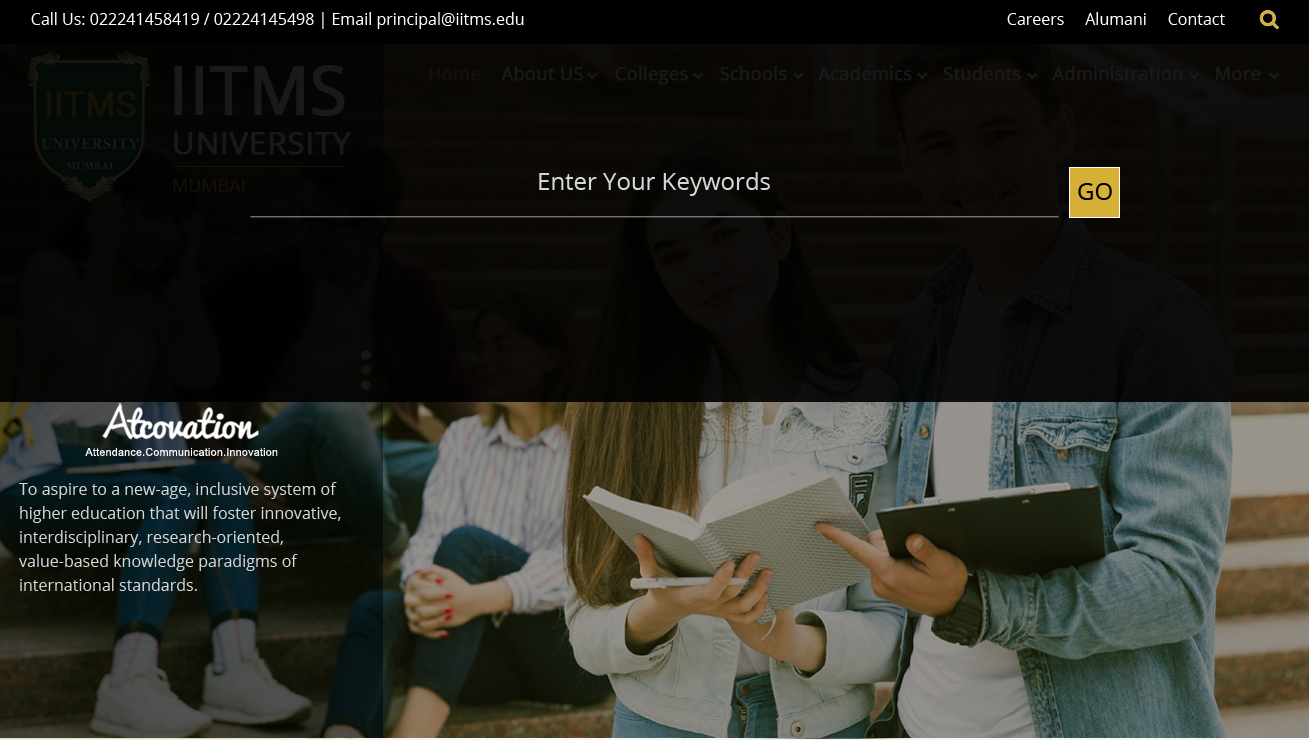 Call Us: 022241458419 / 02224145498 | Email principal@iitms.edu
Careers Alumani Contact
Home About US Colleges Schools Academics Students Administration More
IITMS
UNIVERSITY
MUMBAI
IITMS
UNIVERSITY
MUMBAI
Enter Your Keywords
GO
Atcovation
Attendance.Communication.Innovation
To aspire to a new-age, inclusive system of
higher education that will foster innovative,
interdisciplinary, research-oriented,
value-based knowledge paradigms of
international standards.